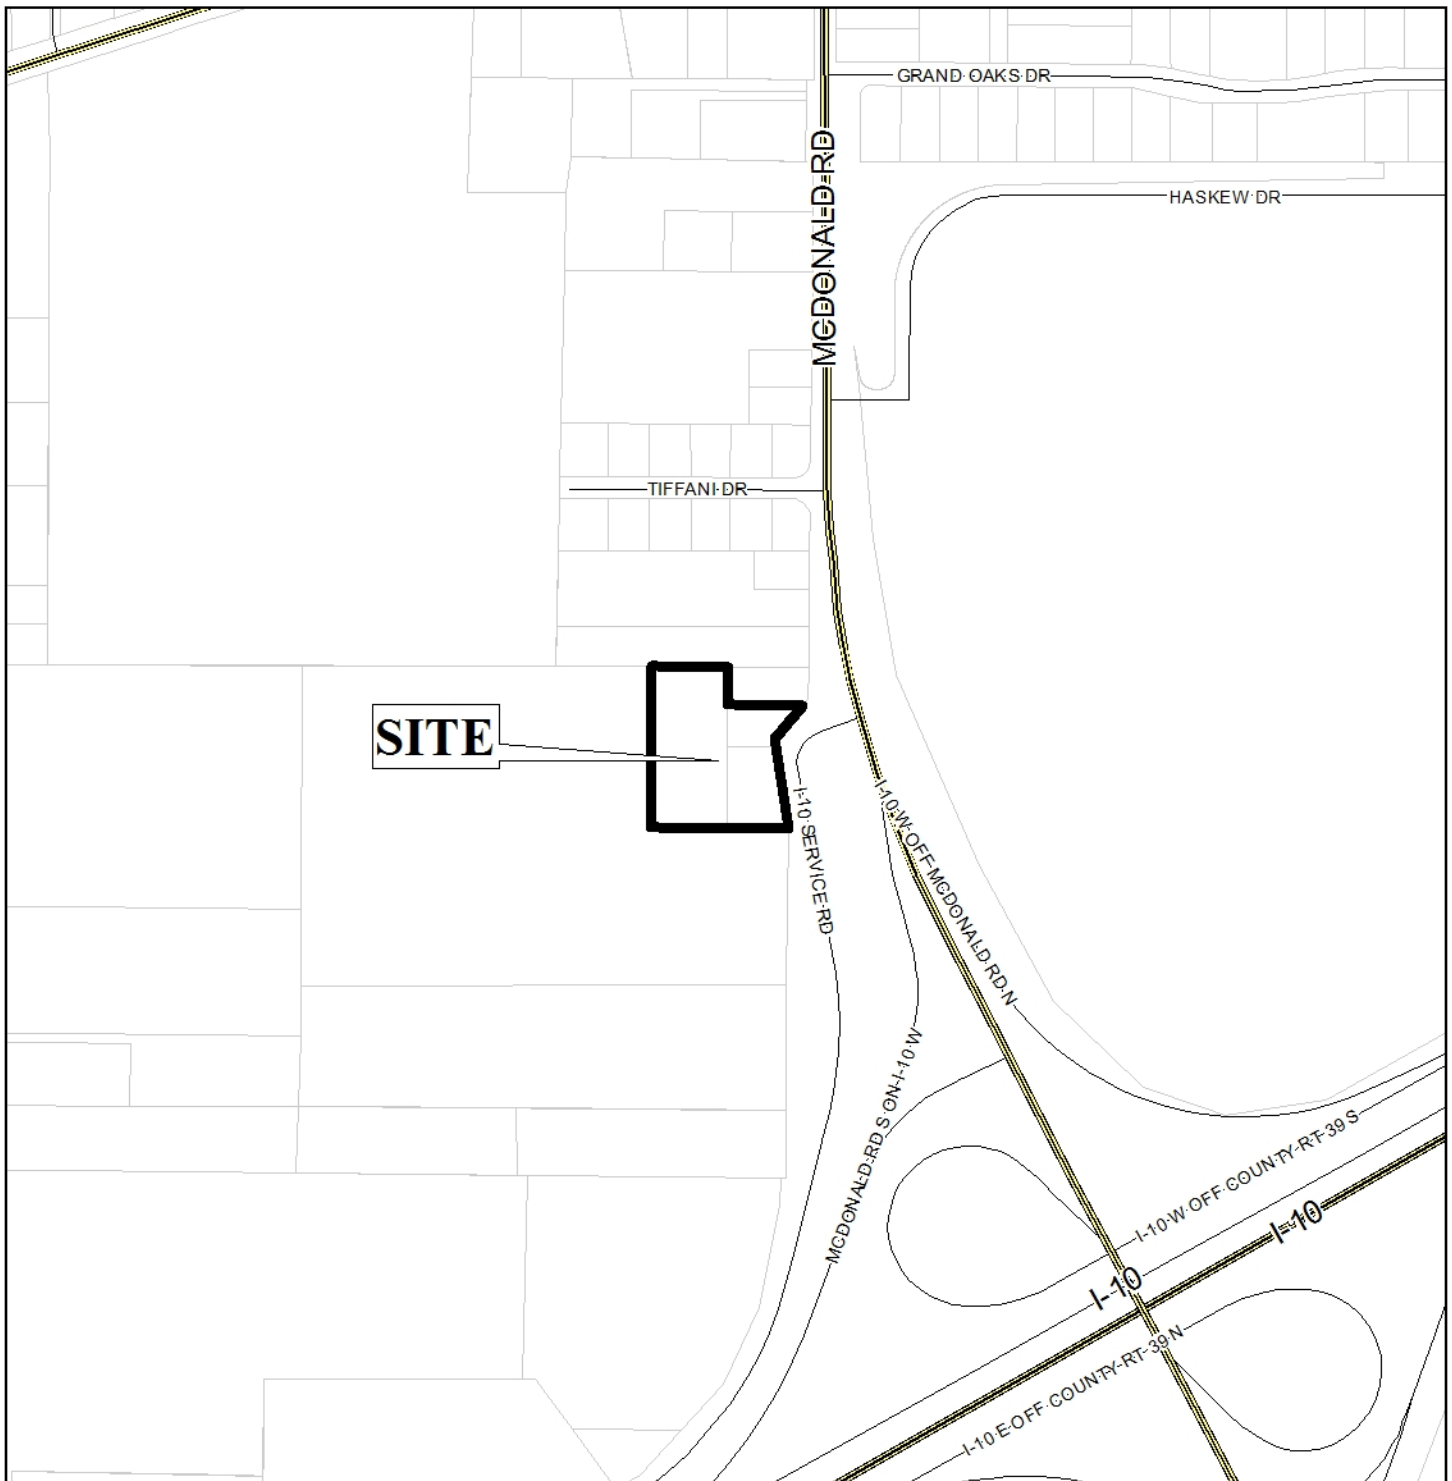 GRAND OAKS DR
MCDONALD RD
HASKEW DR
TIFFANI DR
SITE
I-10 SERVICE RD
I-10 W OFF MCDONALD RD N
MCDONALD RD S ON I-10 W
I-10 W OFF COUNTY RT 39 S
I-10
I-10
I-10 E OFF COUNTY RT 39 N